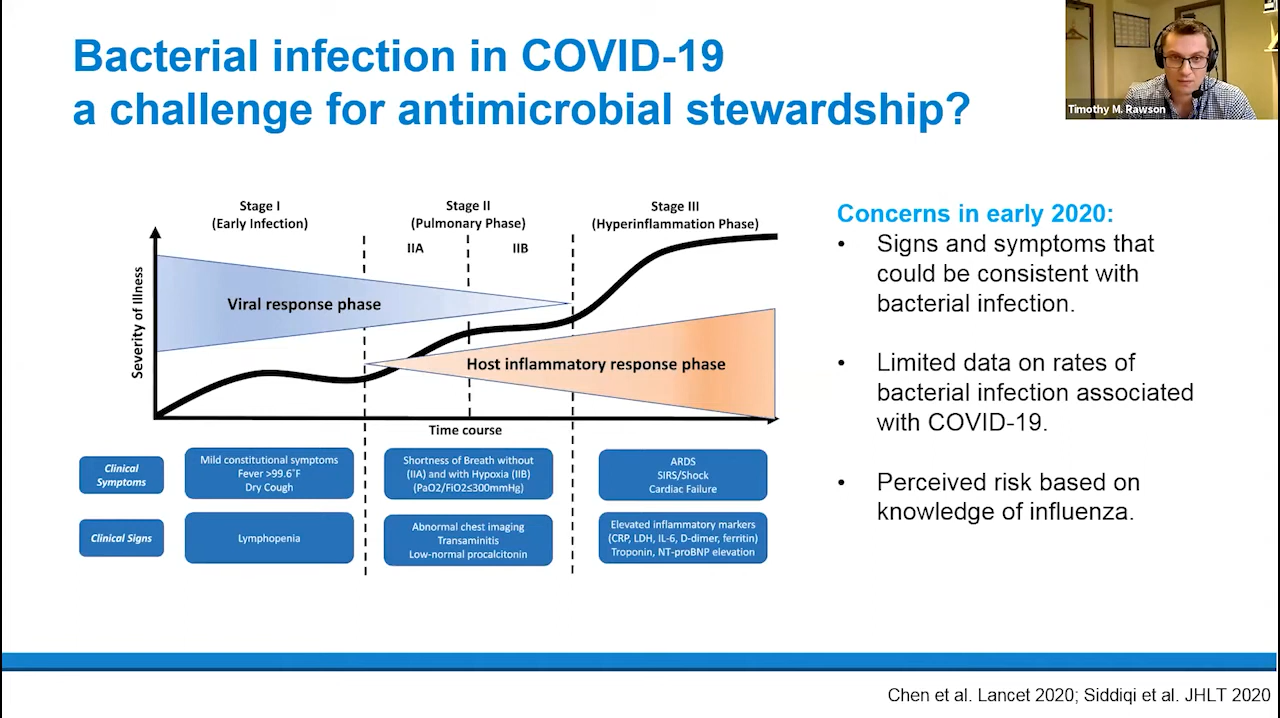 Bacterial infection in COVID-19
a challenge for antimicrobial stewardship?
Timothy M. Rawson
Stage I
(Early Infection)
Stage II
(Pulmonary Phase)
IIA
IIB
Stage III
(Hyperinflammation Phase)
Severity of Illness
Viral response phase
Host inflammatory response phase
Time course
Clinical
Symptoms
Mild constitutional symptoms
Fever >99.6°F
Dry Cough
Shortness of Breath without
(IIA) and with Hypoxia (IIB)
(PaO2/FiO2≤300mmHg)
ARDS
SIRS/Shock
Cardiac Failure
Clinical Signs
Lymphopenia
Abnormal chest imaging
Transaminitis
Low-normal procalcitonin
Elevated inflammatory markers
(CRP, LDH, IL-6, D-dimer, ferritin)
Troponin, NT-proBNP elevation
Concerns in early 2020:
• Signs and symptoms that
could be consistent with
bacterial infection.
• Limited data on rates of
bacterial infection associated
with COVID-19.
• Perceived risk based on
knowledge of influenza.
Chen et al. Lancet 2020; Siddiqi et al. JHLT 2020